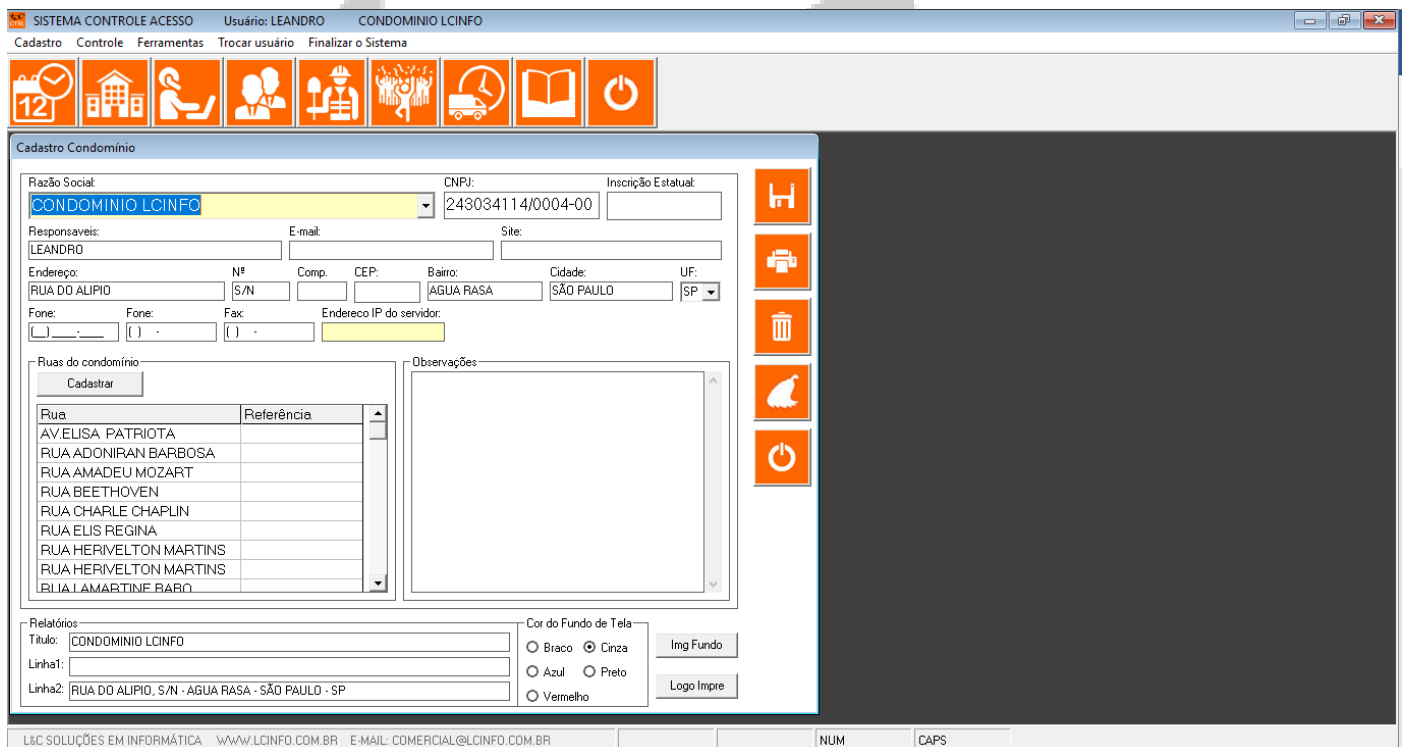 SISTEMA CONTROLE ACESSO Usuário: LEANDRO CONDOMINIO LCINFO
Cadastro Controle Ferramentas Trocar usuário Finalizar o Sistema
12
Cadastro Condomínio
Razão Social: CNPJ: Inscrição Estatual:
CONDOMINIO LCINFO 243034114/0004-00
Responsaveis: E-mail: Site:
LEANDRO
Endereço: Nº Comp. CEP: Bairro: Cidade: UF:
RUA DO ALIPIO S/N AGUA RASA SÃO PAULO SP
Fone: Fone: Fax: Endereco IP do servidor:
(__)____-____ ( ) - ( ) -
Ruas do condomínio Observações
Cadastrar
Rua Referência
AV.ELISA PATRIOTA
RUA ADONIRAN BARBOSA
RUA AMADEU MOZART
RUA BEETHOVEN
RUA CHARLE CHAPLIN
RUA ELIS REGINA
RUA HERIVELTON MARTINS
RUA HERIVELTON MARTINS
RUA LAMARTINE BABO
Relatórios Cor do Fundo de Tela
Titulo: CONDOMINIO LCINFO Braco Cinza Img Fundo
Linha1: Azul Preto
Linha2: RUA DO ALIPIO, S/N - AGUA RASA - SÃO PAULO - SP Vermelho Logo Impre
L&C SOLUÇÕES EM INFORMÁTICA WWW.LCINFO.COM.BR E-MAIL: COMERCIAL@LCINFO.COM.BR NUM CAPS